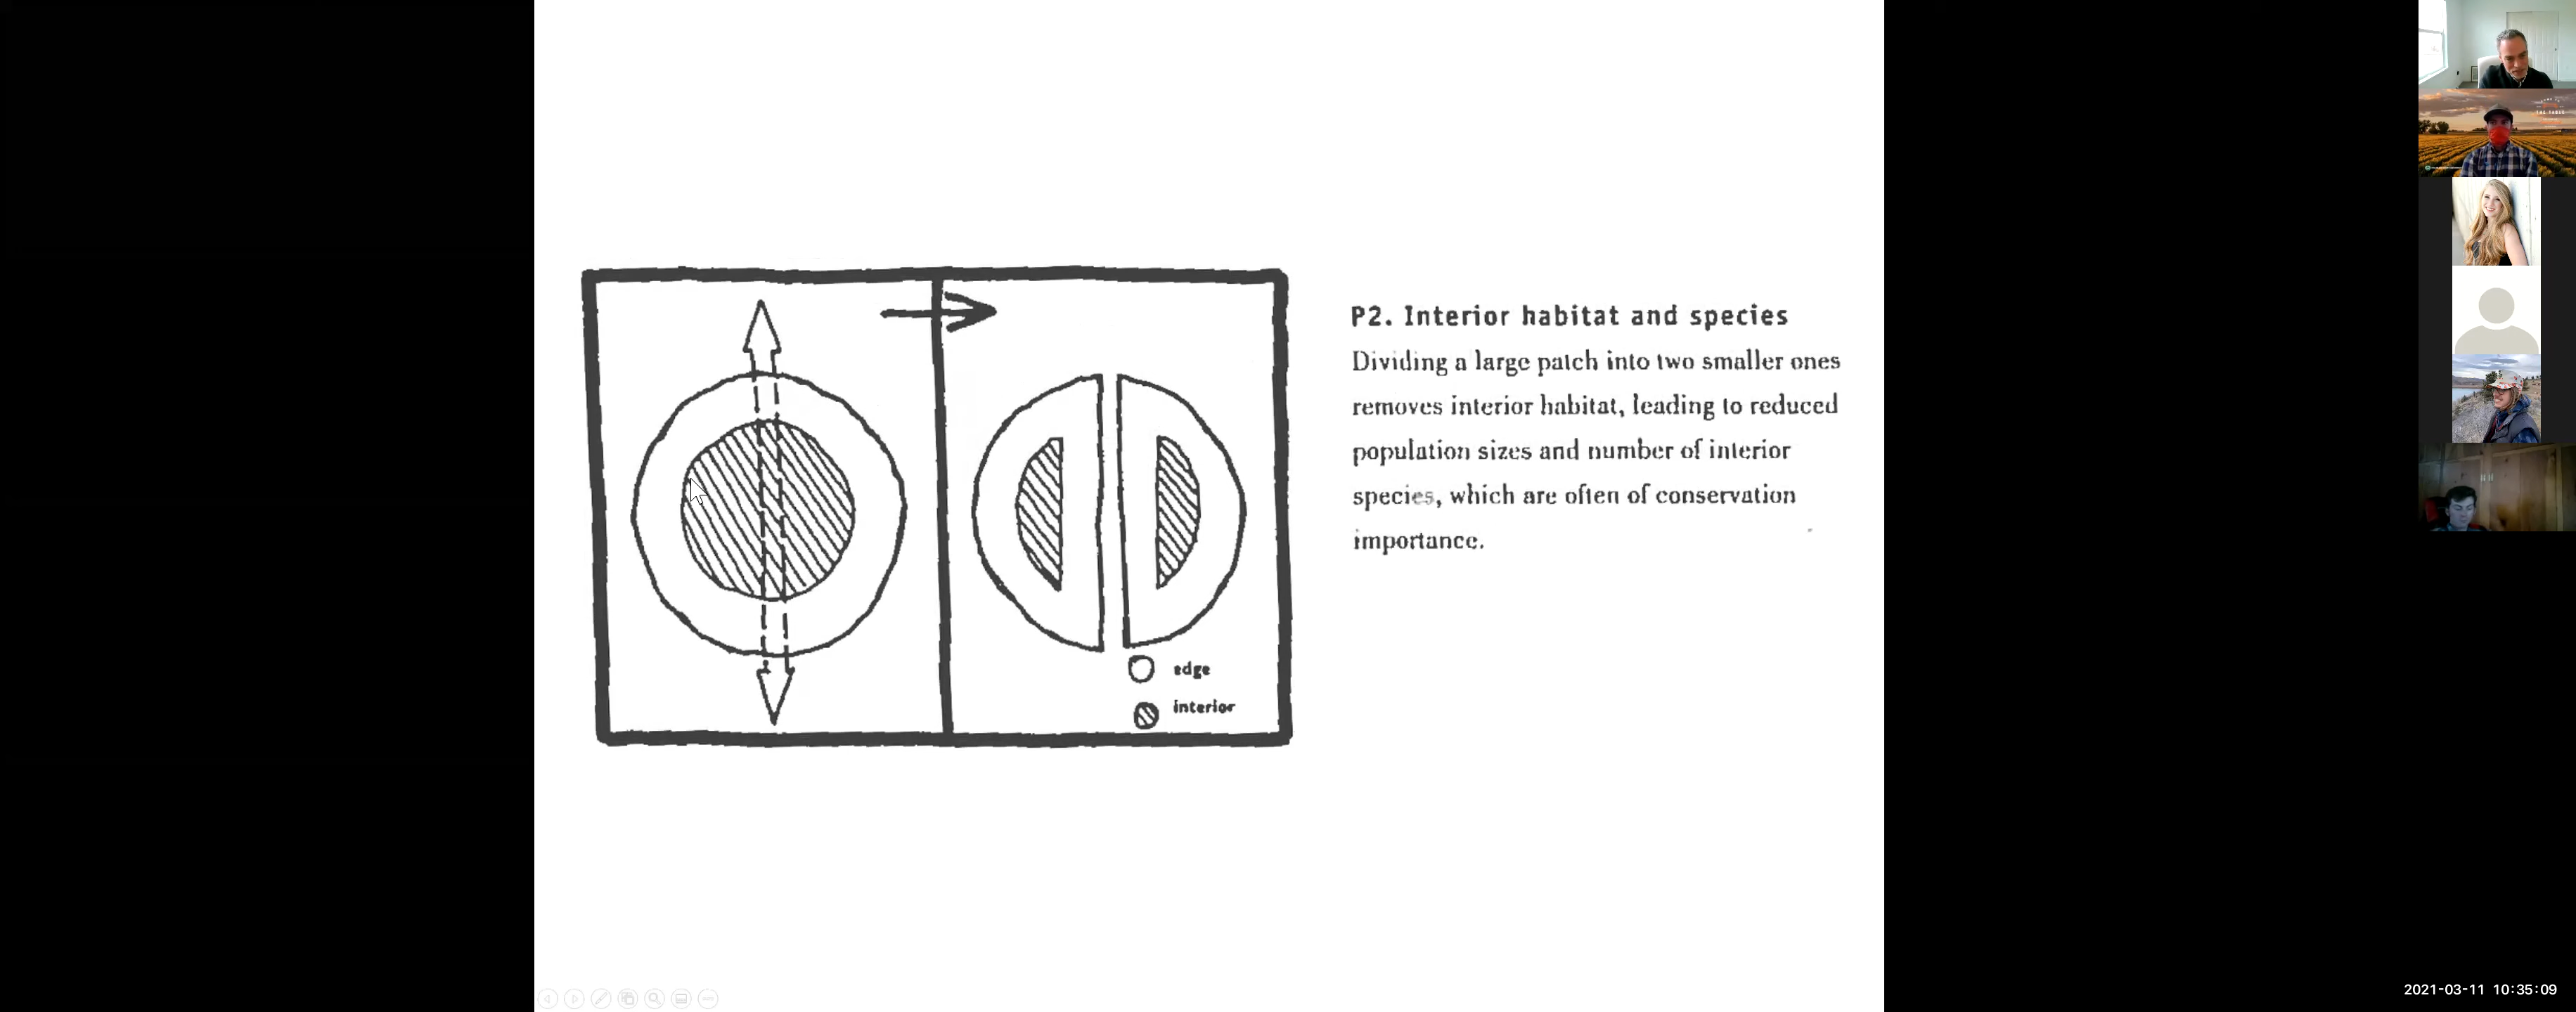 P2. Interior habitat and species
Dividing a large patch into two smaller ones
removes interior habitat, leading to reduced
population sizes and number of interior
species, which are often of conservation
importance.
edge
interior
THE TABLE
2021-03-11 10:35:09